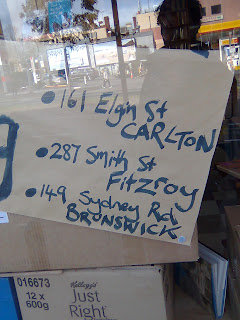 • 161 Elgin St
CARLTON
• 287 Smith St
Fitzroy
• 149 Sydney Rd
BRUNSWICK
016673
12 x
600g
Kellogg's
Just
Right